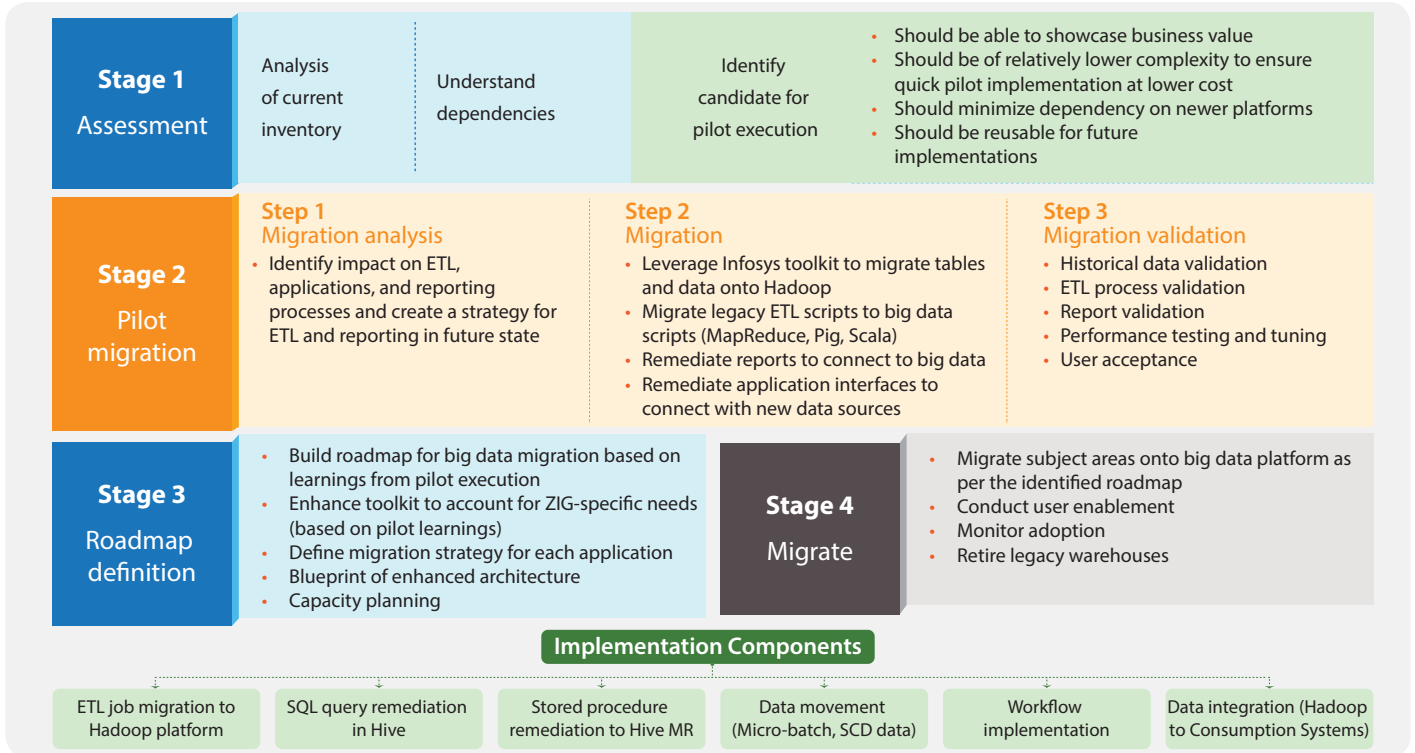 Stage 1
Assessment
Analysis
of current
inventory
Understand
dependencies
Identify
candidate for
pilot execution
• Should be able to showcase business value
• Should be of relatively lower complexity to ensure
quick pilot implementation at lower cost
• Should minimize dependency on newer platforms
• Should be reusable for future
implementations
Stage 2
Pilot
migration
Step 1
Migration analysis
• Identify impact on ETL,
applications, and reporting
processes and create a strategy for
ETL and reporting in future state
Step 2
Migration
• Leverage Infosys toolkit to migrate tables
and data onto Hadoop
• Migrate legacy ETL scripts to big data
scripts (MapReduce, Pig, Scala)
• Remediate reports to connect to big data
• Remediate application interfaces to
connect with new data sources
Step 3
Migration validation
• Historical data validation
• ETL process validation
• Report validation
• Performance testing and tuning
• User acceptance
Stage 3
Roadmap
definition
• Build roadmap for big data migration based on
learnings from pilot execution
• Enhance toolkit to account for ZIG-specific needs
(based on pilot learnings)
• Define migration strategy for each application
• Blueprint of enhanced architecture
• Capacity planning
Stage 4
Migrate
• Migrate subject areas onto big data platform as
per the identified roadmap
• Conduct user enablement
• Monitor adoption
• Retire legacy warehouses
Implementation Components
ETL job migration to
Hadoop platform
SQL query remediation
in Hive
Stored procedure
remediation to Hive MR
Data movement
(Micro-batch, SCD data)
Workflow
implementation
Data integration (Hadoop
to Consumption Systems)